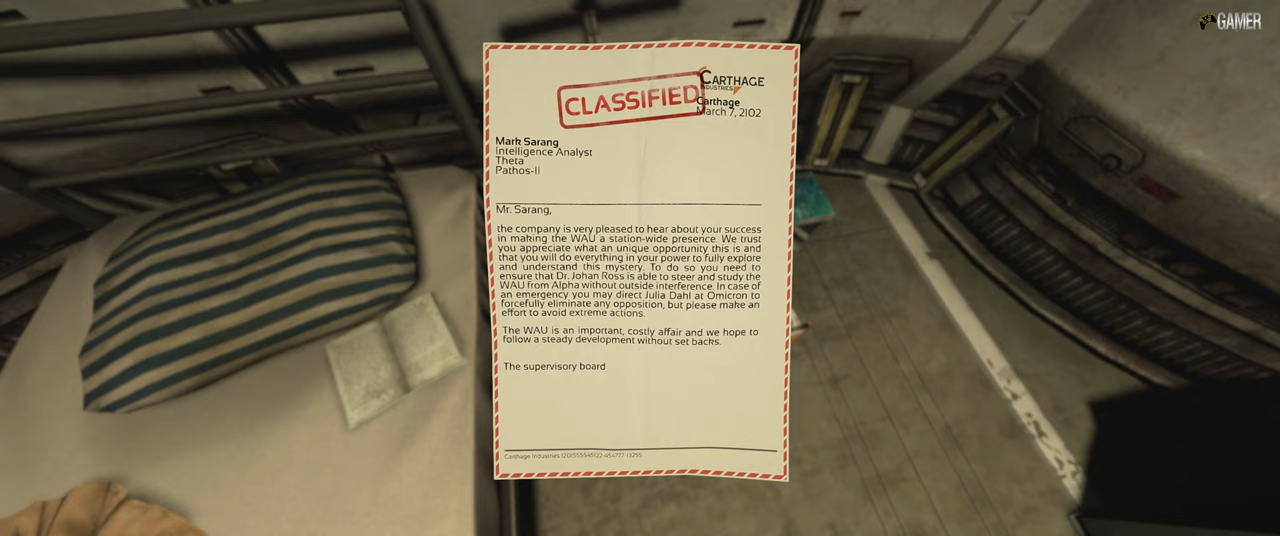 GAMER
CLASSIFIED
CARTHAGE
INDUSTRIES
Carthage
March 7, 2102
Mark Sarang
Intelligence Analyst
Theta
Pathos-II
Mr. Sarang,
the company is very pleased to hear about your success
in making the WAU a station-wide presence. We trust
you appreciate what an unique opportunity this is and
that you will do everything in your power to fully explore
and understand this mystery. To do so you need to
ensure that Dr. Johan Ross is able to steer and study the
WAU from Alpha without outside interference. In case of
an emergency you may direct Julia Dahl at Omicron to
forcefully eliminate any opposition, but please make an
effort to avoid extreme actions.
The WAU is an important, costly affair and we hope to
follow a steady development without set backs.
The supervisory board
Carthage Industries